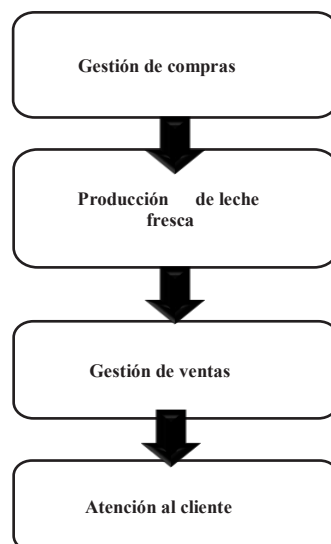 Gestión de compras
Producción de leche
fresca
Gestión de ventas
Atención al cliente